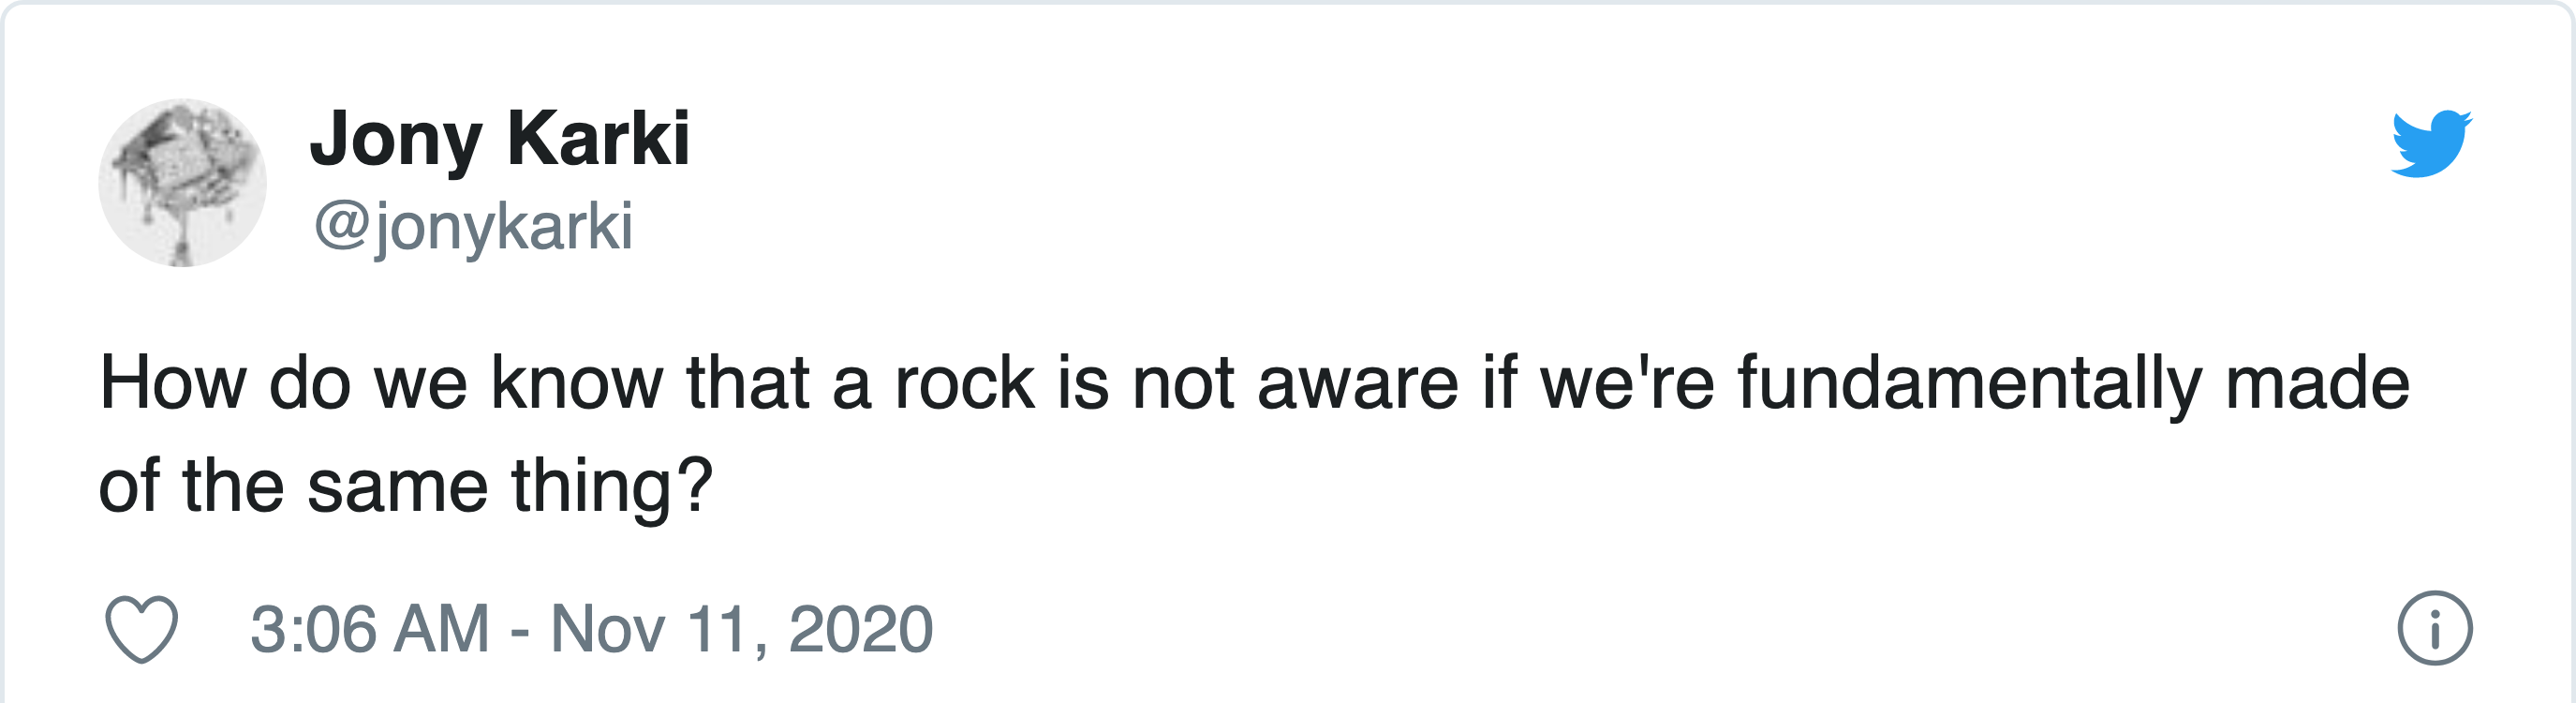 Jony Karki
@jonykarki
How do we know that a rock is not aware if we're fundamentally made
of the same thing?
3:06 AM - Nov 11, 2020